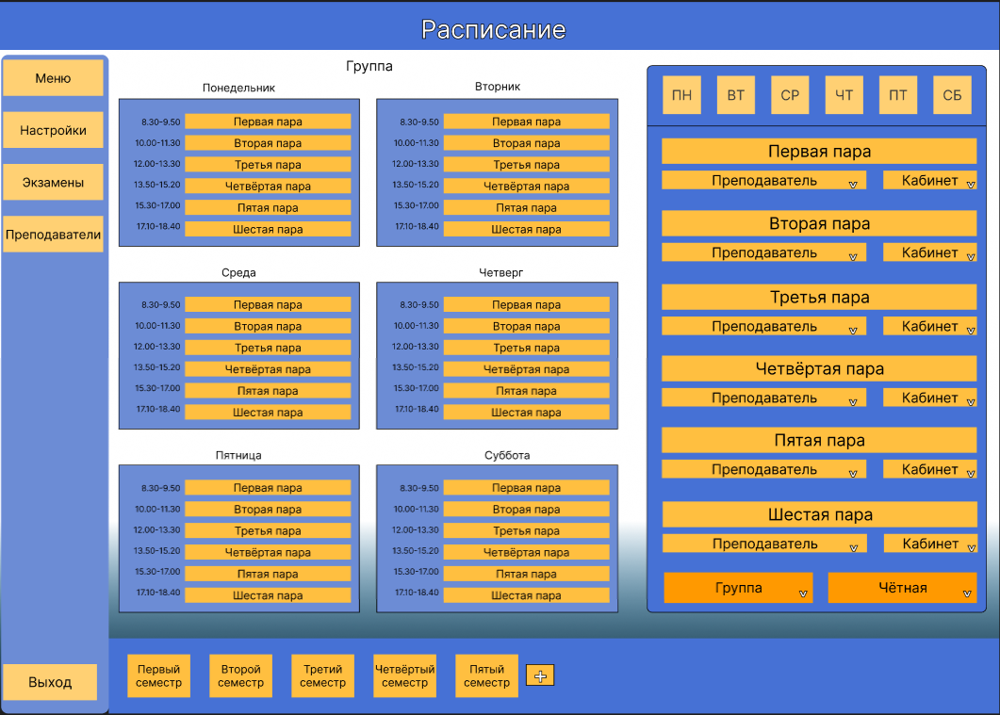 Расписание
Меню
Настройки
Экзамены
Преподаватели
Выход
Группа
Понедельник
8.30-9.50 Первая пара
10.00-11.30 Вторая пара
12.00-13.30 Третья пара
13.50-15.20 Четвёртая пара
15.30-17.00 Пятая пара
17.10-18.40 Шестая пара
Вторник
8.30-9.50 Первая пара
10.00-11.30 Вторая пара
12.00-13.30 Третья пара
13.50-15.20 Четвёртая пара
15.30-17.00 Пятая пара
17.10-18.40 Шестая пара
Среда
8.30-9.50 Первая пара
10.00-11.30 Вторая пара
12.00-13.30 Третья пара
13.50-15.20 Четвёртая пара
15.30-17.00 Пятая пара
17.10-18.40 Шестая пара
Четверг
8.30-9.50 Первая пара
10.00-11.30 Вторая пара
12.00-13.30 Третья пара
13.50-15.20 Четвёртая пара
15.30-17.00 Пятая пара
17.10-18.40 Шестая пара
Пятница
8.30-9.50 Первая пара
10.00-11.30 Вторая пара
12.00-13.30 Третья пара
13.50-15.20 Четвёртая пара
15.30-17.00 Пятая пара
17.10-18.40 Шестая пара
Суббота
8.30-9.50 Первая пара
10.00-11.30 Вторая пара
12.00-13.30 Третья пара
13.50-15.20 Четвёртая пара
15.30-17.00 Пятая пара
17.10-18.40 Шестая пара
ПН ВТ СР ЧТ ПТ СБ
Первая пара
Преподаватель Кабинет
Вторая пара
Преподаватель Кабинет
Третья пара
Преподаватель Кабинет
Четвёртая пара
Преподаватель Кабинет
Пятая пара
Преподаватель Кабинет
Шестая пара
Преподаватель Кабинет
Группа Чётная
Первый
семестр
Второй
семестр
Третий
семестр
Четвёртый
семестр
Пятый
семестр
+